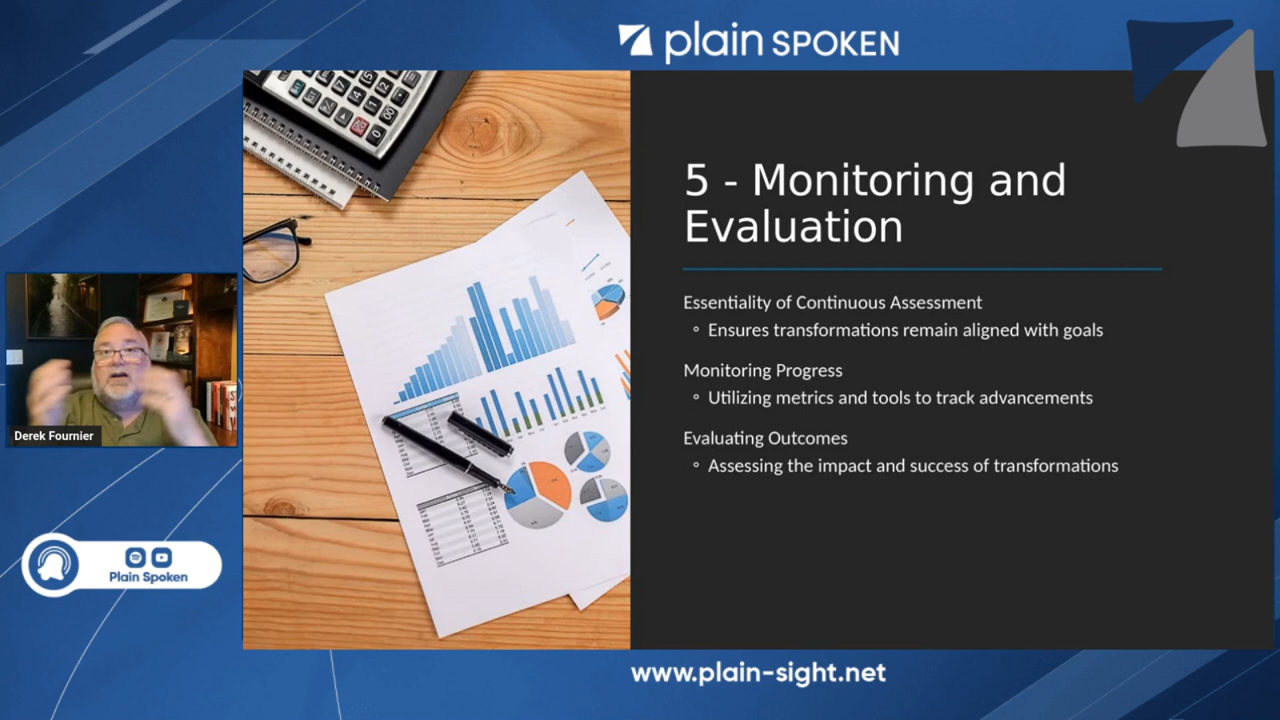 plain SPOKEN
5 - Monitoring and
Evaluation
Essentiality of Continuous Assessment
◦ Ensures transformations remain aligned with goals
Monitoring Progress
◦ Utilizing metrics and tools to track advancements
Evaluating Outcomes
◦ Assessing the impact and success of transformations
Derek Fournier
Plain Spoken
www.plain-sight.net